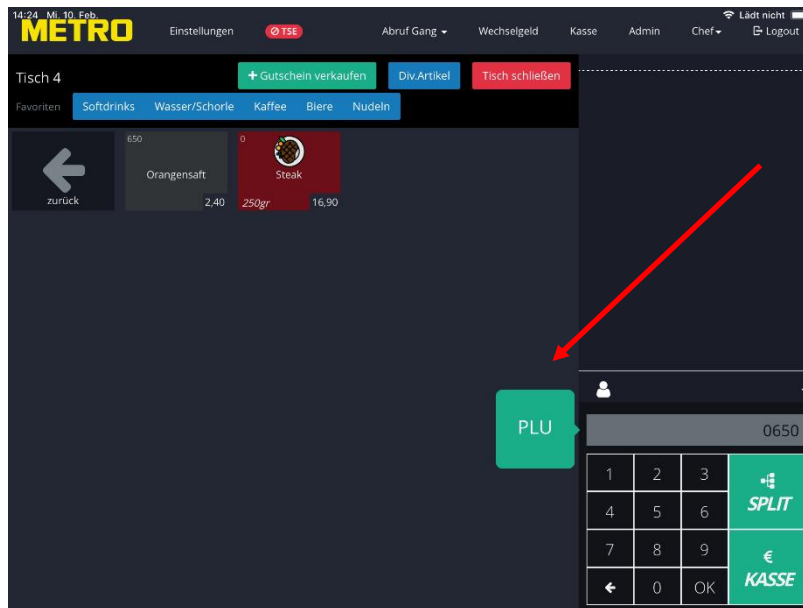 14:24 Mi. 10. Feb.
Lädt nicht
METRO
Einstellungen
TSE
Abruf Gang
Wechselgeld
Kasse
Admin
Chef
Logout
Tisch 4
+ Gutschein verkaufen
Div.Artikel
Tisch schließen
Favoriten
Softdrinks
Wasser/Schorle
Kaffee
Biere
Nudeln
zurück
650
Orangensaft
2,40
0
Steak
250gr
16,90
PLU
0650
1 2 3
SPLIT
4 5 6
7 8 9
€
KASSE
0 OK